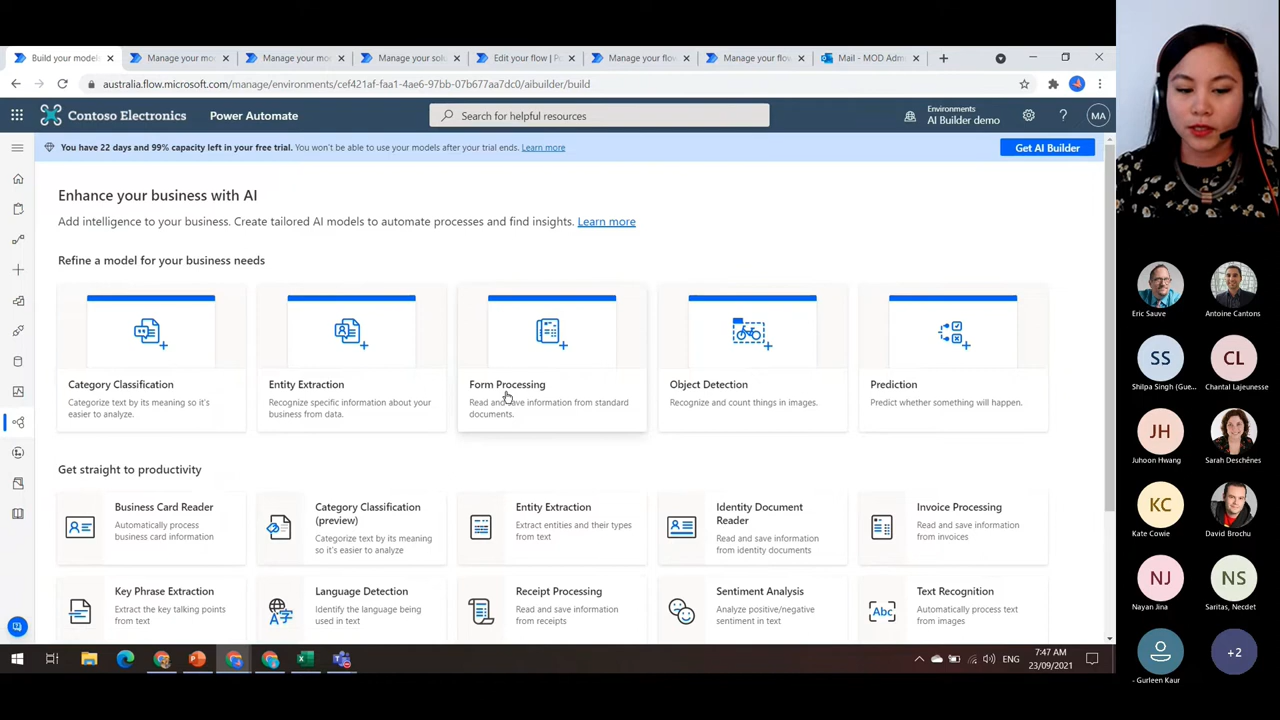 Build your model
Manage your mo
Manage your mo
Manage your solu
Edit your flow | P
Manage your flow
Manage your flow
Mail - MOD Adm
australia.flow.microsoft.com/manage/environments/cef421af-faa1-4ae6-97bb-07b677aa7dc0/aibuilder/build
Contoso Electronics
Power Automate
Search for helpful resources
Environments
AI Builder demo
MA
You have 22 days and 99% capacity left in your free trial. You won't be able to use your models after your trial ends. Learn more
Get AI Builder
Enhance your business with AI
Add intelligence to your business. Create tailored AI models to automate processes and find insights. Learn more
Refine a model for your business needs
Category Classification
Categorize text by its meaning so it's
easier to analyze.
Entity Extraction
Recognize specific information about your
business from data.
Form Processing
Read and save information from standard
documents.
Object Detection
Recognize and count things in images.
Prediction
Predict whether something will happen.
Get straight to productivity
Business Card Reader
Automatically process
business card information
Category Classification
(preview)
Categorize text by its meaning
so it's easier to analyze
Entity Extraction
Extract entities and their types
from text
Identity Document
Reader
Read and save information
from identity documents
Invoice Processing
Read and save information
from invoices
Key Phrase Extraction
Extract the key talking points
from text
Language Detection
Identify the language being
used in text
Receipt Processing
Read and save information
from receipts
Sentiment Analysis
Analyze positive/negative
sentiment in text
Abc
Text Recognition
Automatically process text
from images
ENG
7:47 AM
23/09/2021
Eric Sauve
Antoine Cantons
SS
Shilpa Singh (Gue...
CL
Chantal Lajeunesse
JH
Juhoon Hwang
Sarah Deschênes
KC
Kate Cowie
David Brochu
NJ
Nayan Jina
NS
Saritas, Necdet
- Gurleen Kaur
+2